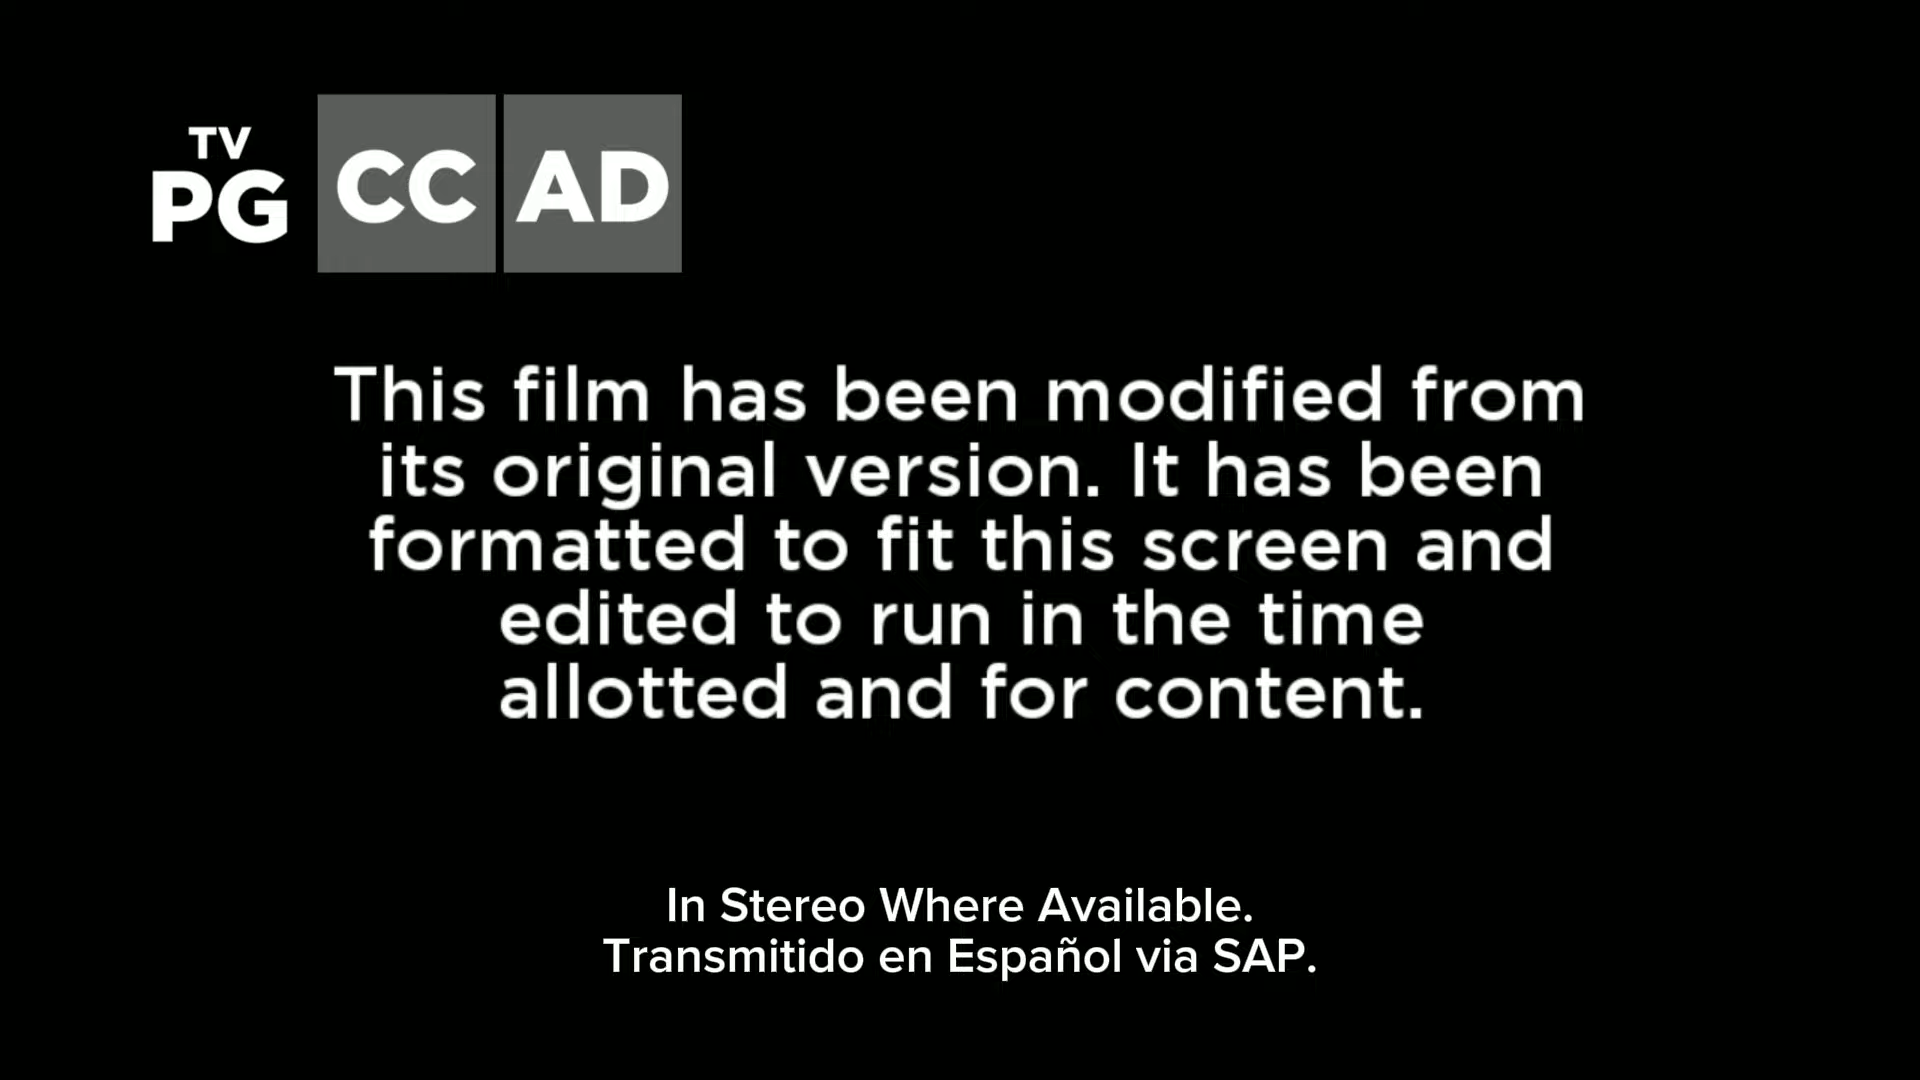 TV
PG CC AD
This film has been modified from
its original version. It has been
formatted to fit this screen and
edited to run in the time
allotted and for content.
In Stereo Where Available.
Transmitido en Español via SAP.